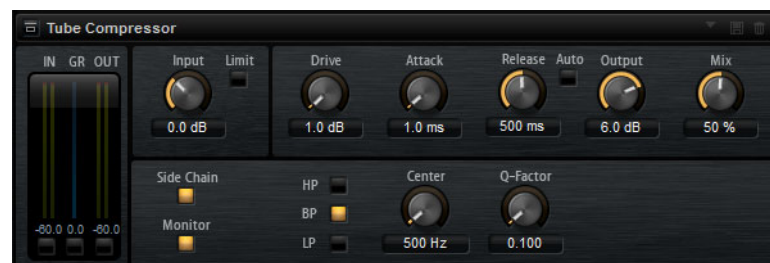 Tube Compressor
IN GR OUT
Input Limit
Drive
Attack
Release Auto
Output
Mix
0.0 dB
1.0 dB
1.0 ms
500 ms
6.0 dB
50 %
Side Chain
Monitor
HP
BP
LP
Center
Q-Factor
500 Hz
0.100
-60.0 0.0 -60.0